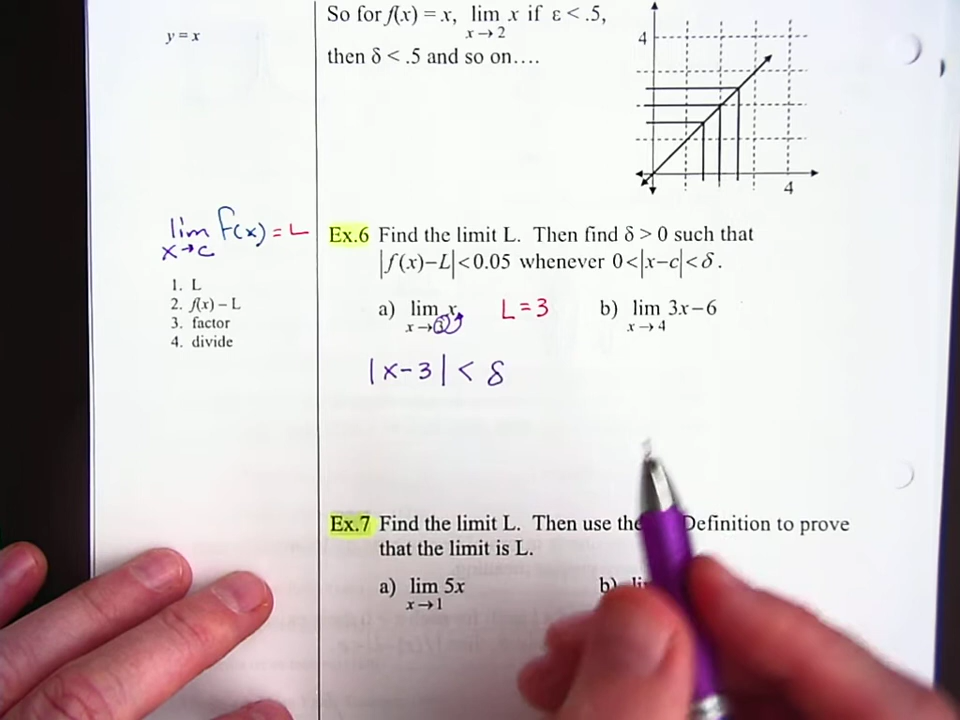 y = x
So for f(x) = x, lim x if ε < .5,
x → 2
then δ < .5 and so on….
4
4
lim f(x) = L
x → c
1. L
2. f(x) – L
3. factor
4. divide
Ex.6 Find the limit L. Then find δ > 0 such that
|f(x)–L| < 0.05 whenever 0<|x–c|<δ.
a) lim x L = 3 b) lim 3x – 6
x → 3 x → 4
|x – 3| < δ
Ex.7 Find the limit L. Then use the Definition to prove
that the limit is L.
a) lim 5x b)
x → 1